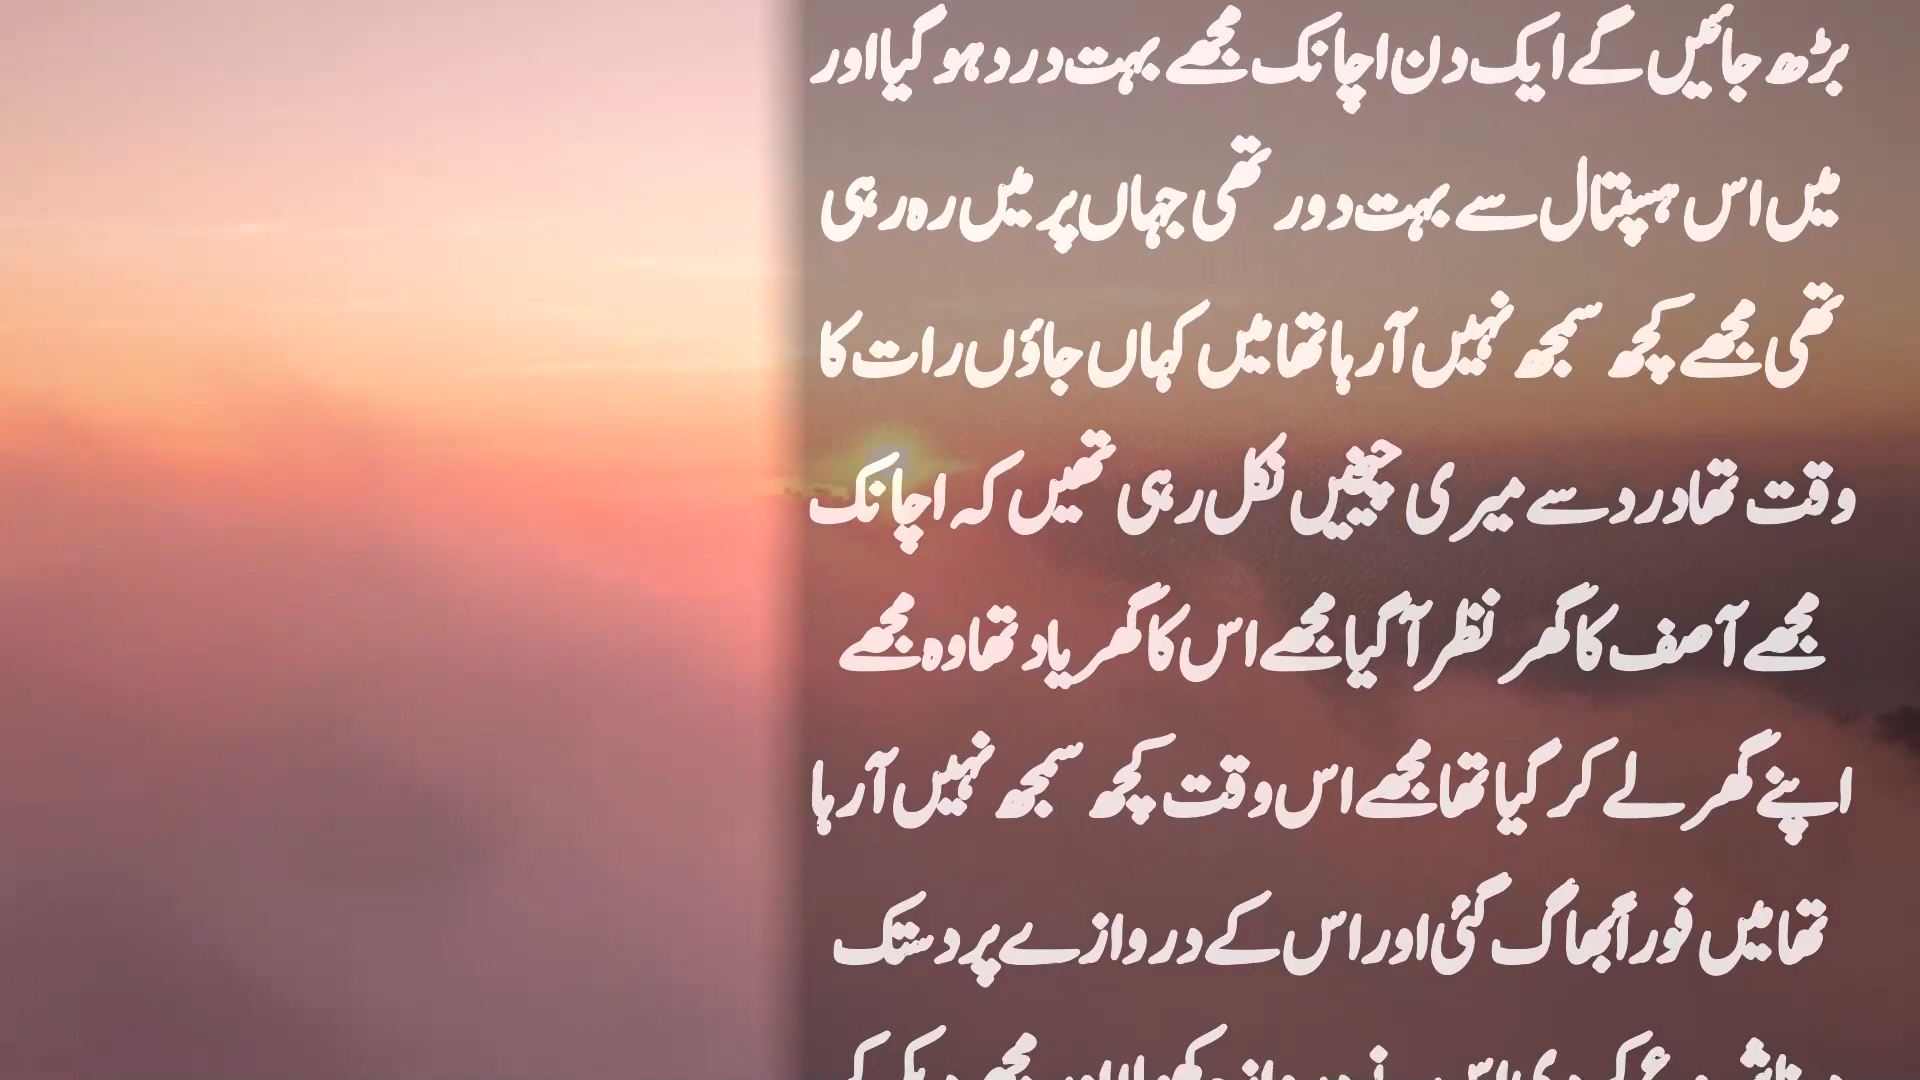 بڑھ جائیں گے ایک دن اچانک مجھے بہت درد ہو گیا اور
میں اس ہسپتال سے بہت دور تھی جہاں پر میں رہ رہی
تھی مجھے کچھ سمجھ نہیں آ رہا تھا میں کہاں جاؤں رات کا
وقت تھا درد سے میری چیخیں نکل رہی تھیں کہ اچانک
مجھے آصف کا گھر نظر آ گیا مجھے اس کا گھر یاد تھا وہ مجھے
اپنے گھر لے کر گیا تھا مجھے اس وقت کچھ سمجھ نہیں آ رہا
تھا میں فوراً بھاگ گئی اور اس کے دروازے پر دستک